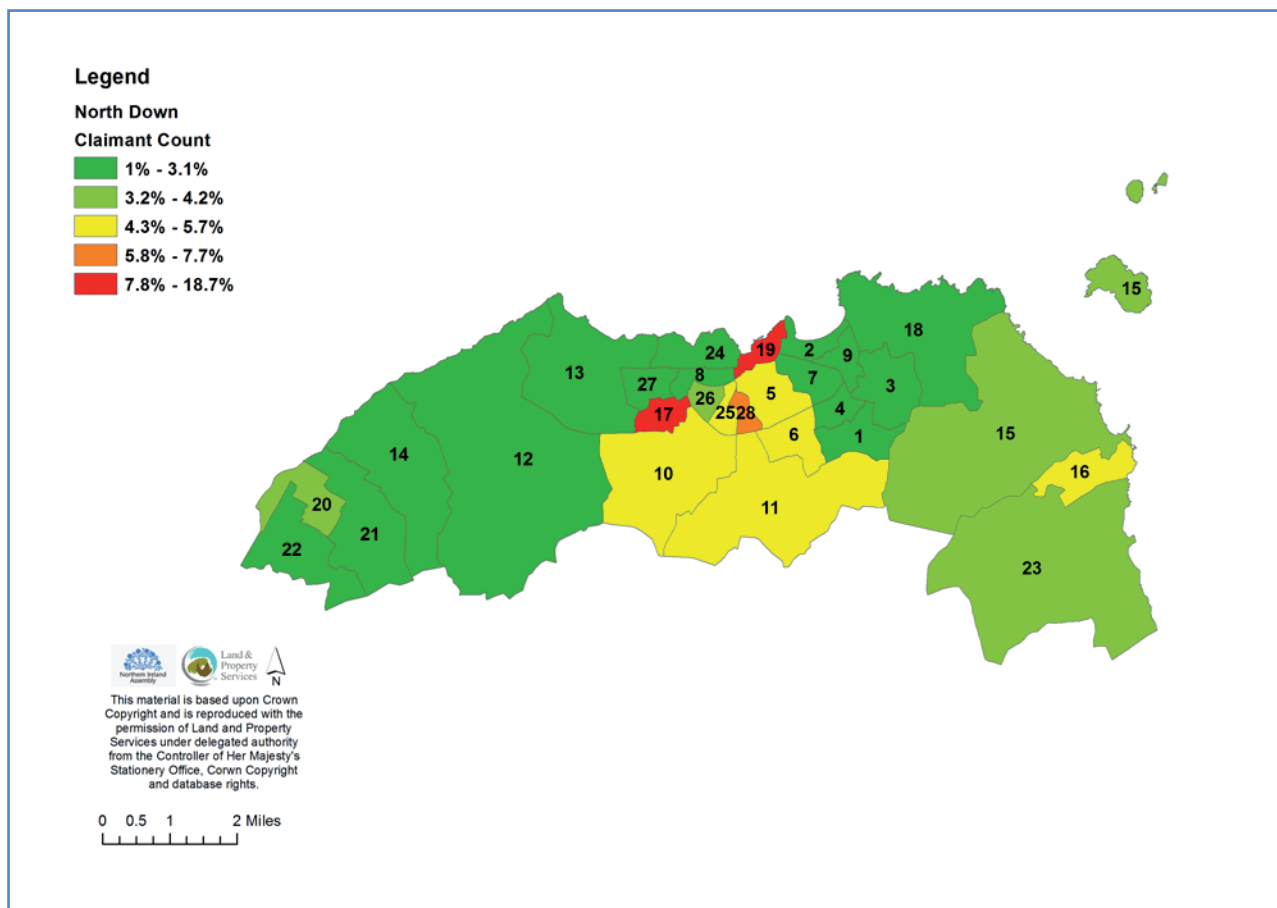 Legend
North Down
Claimant Count
1% - 3.1%
3.2% - 4.2%
4.3% - 5.7%
5.8% - 7.7%
7.8% - 18.7%
15
18
19
2
9
24
13
8
7
3
27
5
26
4
17
25
28
6
1
15
14
12
10
16
11
20
21
22
23
Northern Ireland
Assembly
Land &
Property
Services
N
This material is based upon Crown
Copyright and is reproduced with the
permission of Land and Property
Services under delegated authority
from the Controller of Her Majesty's
Stationery Office, Corwn Copyright
and database rights.
0 0.5 1 2 Miles